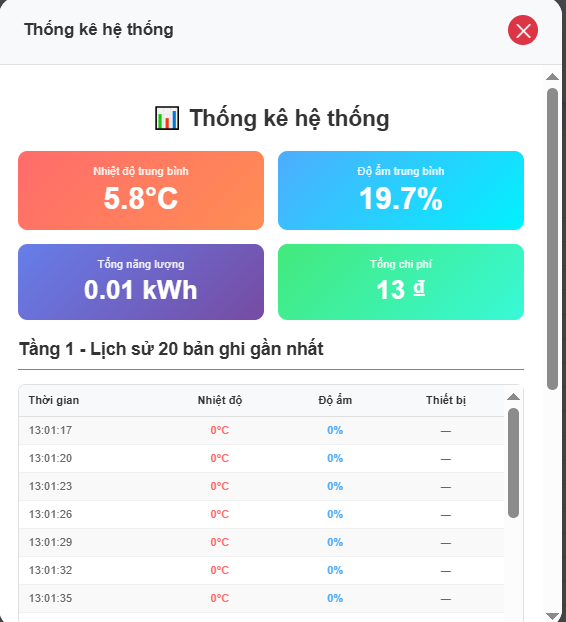 Thống kê hệ thống
Thống kê hệ thống
Nhiệt độ trung bình
5.8°C
Độ ẩm trung bình
19.7%
Tổng năng lượng
0.01 kWh
Tổng chi phí
13 ₫
Tầng 1 - Lịch sử 20 bản ghi gần nhất
Thời gian Nhiệt độ Độ ẩm Thiết bị
13:01:17 0°C 0% —
13:01:20 0°C 0% —
13:01:23 0°C 0% —
13:01:26 0°C 0% —
13:01:29 0°C 0% —
13:01:32 0°C 0% —
13:01:35 0°C 0% —